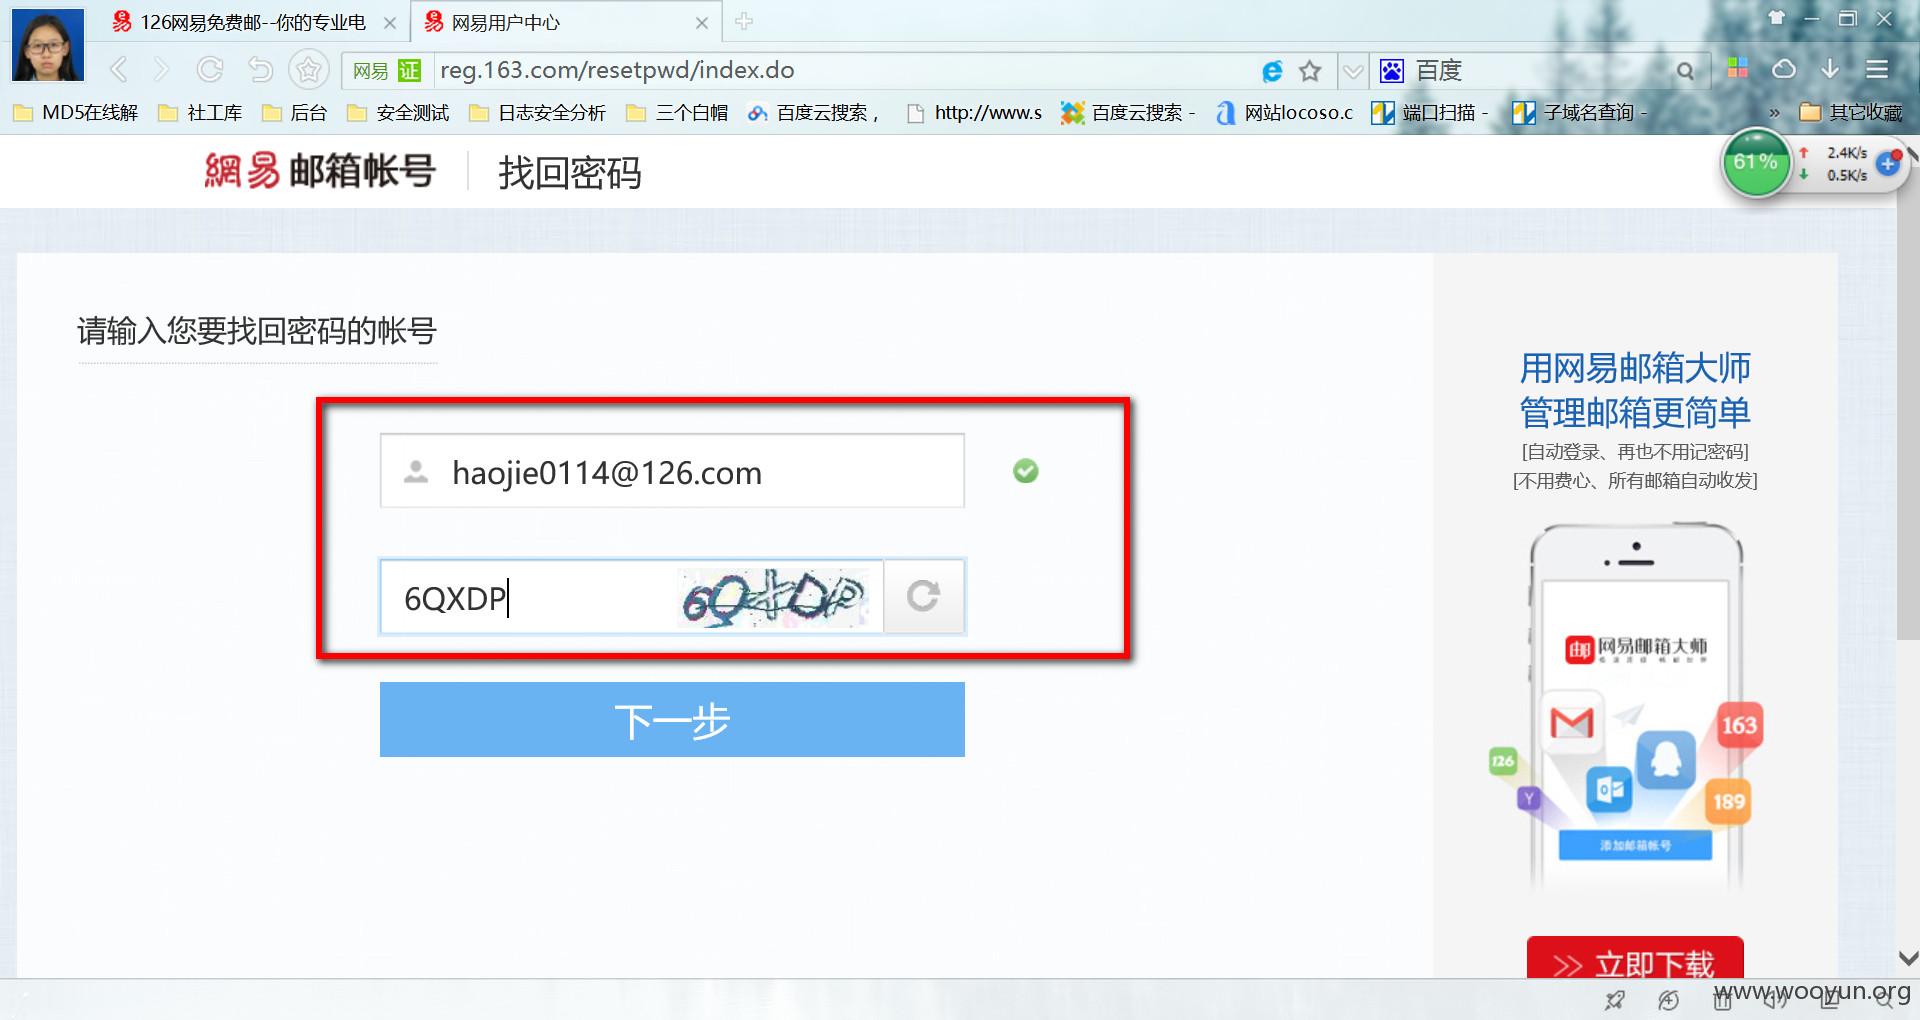 126网易免费邮--你的专业电
网易用户中心
网易 证 reg.163.com/resetpwd/index.do
百度
MD5在线解 社工库 后台 安全测试 日志安全分析 三个白帽 百度云搜索， http://www.s 百度云搜索 - 网站locoso.c 端口扫描 - 子域名查询 - » 其它收藏
網易 邮箱帐号 找回密码
61% 2.4K/s
0.5K/s
请输入您要找回密码的帐号
haojie0114@126.com
6QXDP 6QXDP
下一步
用网易邮箱大师
管理邮箱更简单
[自动登录、再也不用记密码]
[不用费心、所有邮箱自动收发]
邮 网易邮箱大师
163
126
Y
189
添加邮箱帐号
立即下载
www.wooyun.org